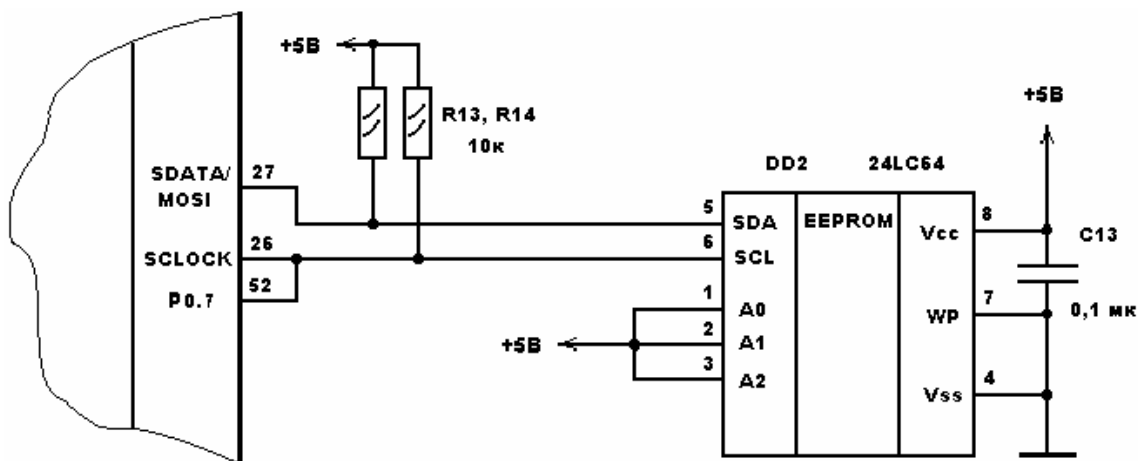 +5В
R13, R14
10к
+5В
SDATA/
MOSI
27
SCLOCK
26
P0.7
52
DD2
24LC64
5
SDA
EEPROM
Vcc
8
C13
6
SCL
1
A0
WP
7
0,1 мк
+5В
2
A1
3
A2
Vss
4